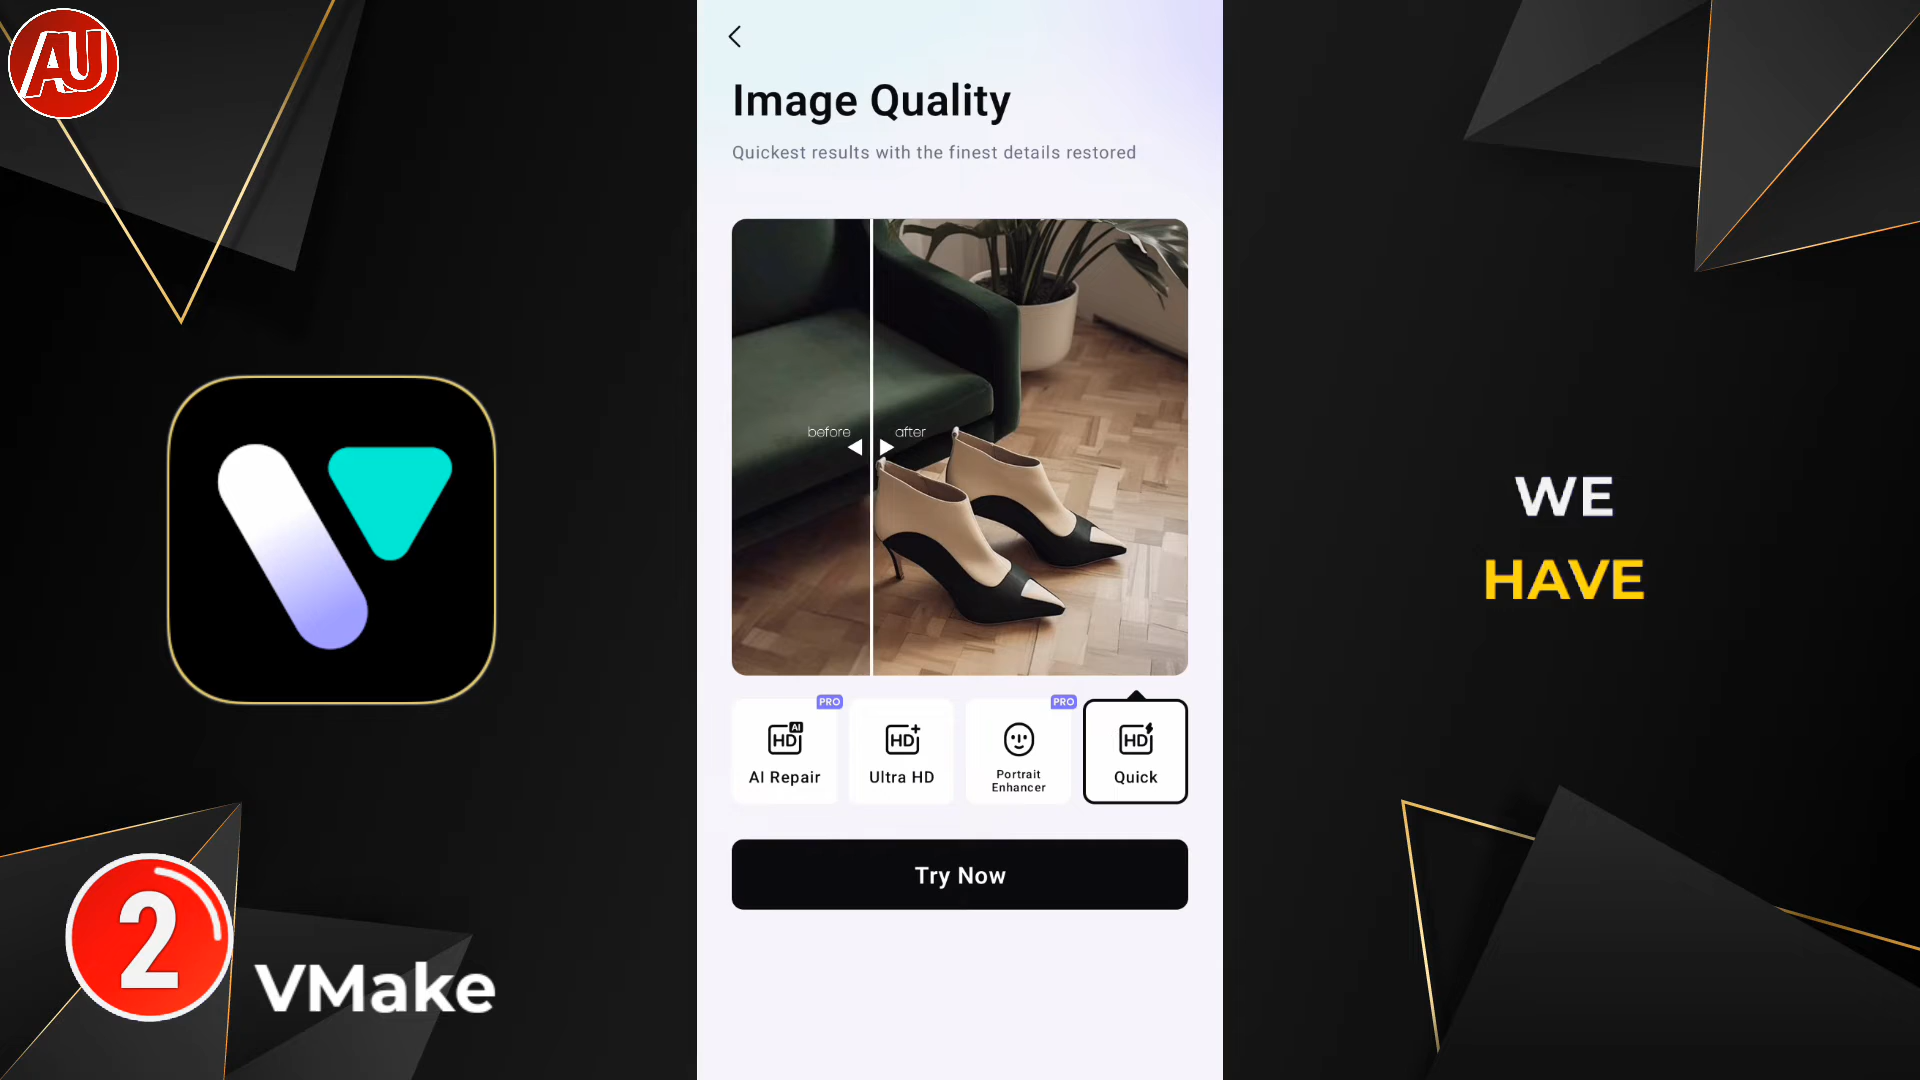 AU
Image Quality
Quickest results with the finest details restored
before
after
WE
HAVE
PRO
PRO
HD AI
HD
HD
AI Repair
Ultra HD
Portrait
Enhancer
Quick
Try Now
2
VMake